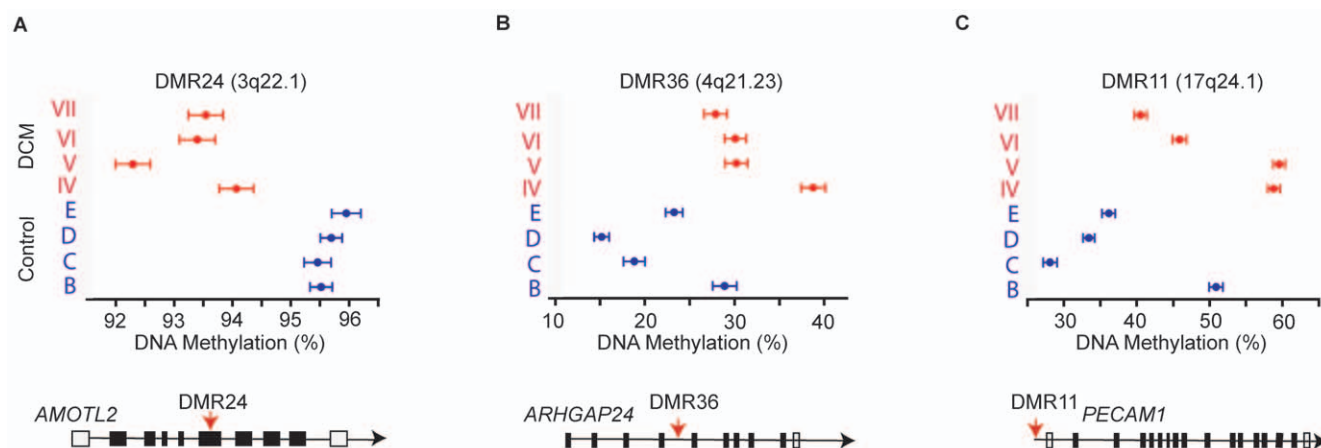 A
DMR24 (3q22.1)
DCM
Control
VII
VI
V
IV
E
D
C
B
92 93 94 95 96
DNA Methylation (%)
AMOTL2
DMR24
B
DMR36 (4q21.23)
VII
VI
V
IV
E
D
C
B
10 20 30 40
DNA Methylation (%)
ARHGAP24
DMR36
C
DMR11 (17q24.1)
VII
VI
V
IV
E
D
C
B
30 40 50 60
DNA Methylation (%)
DMR11
PECAM1